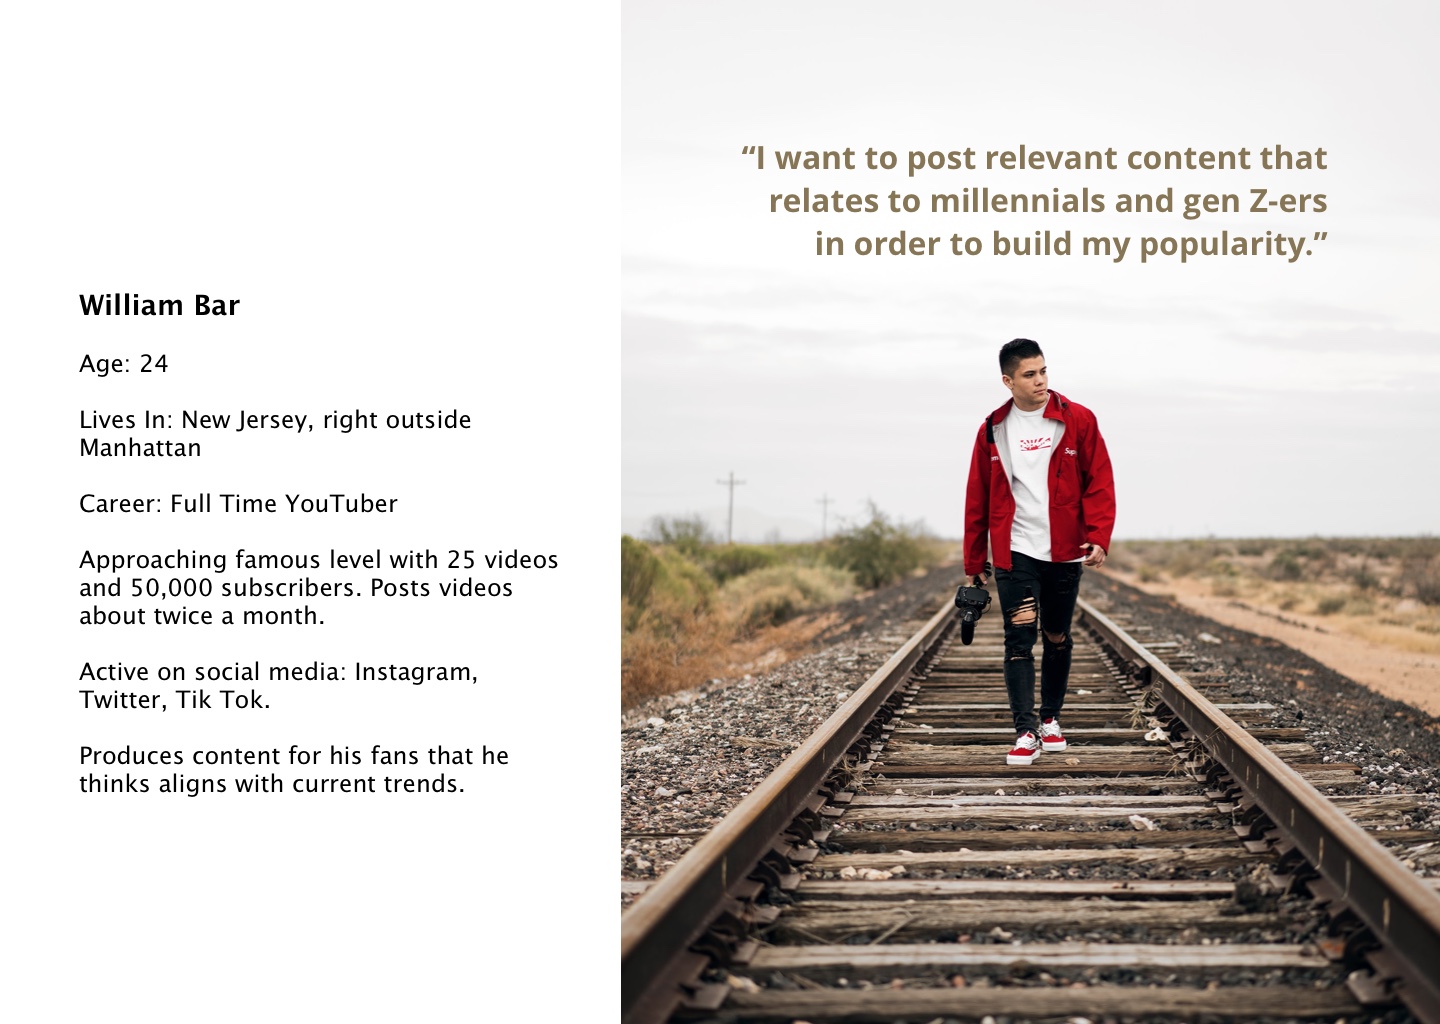 William Bar
Age: 24
Lives In: New Jersey, right outside
Manhattan
Career: Full Time YouTuber
Approaching famous level with 25 videos
and 50,000 subscribers. Posts videos
about twice a month.
Active on social media: Instagram,
Twitter, Tik Tok.
Produces content for his fans that he
thinks aligns with current trends.
“I want to post relevant content that
relates to millennials and gen Z-ers
in order to build my popularity.”